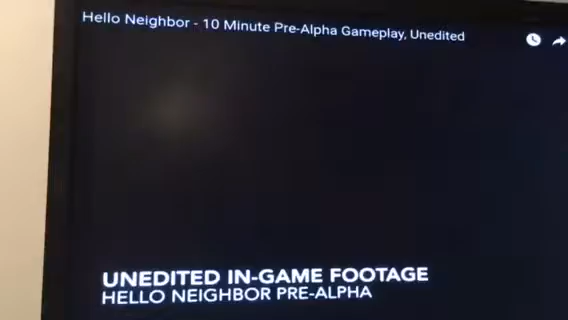 Hello Neighbor - 10 Minute Pre-Alpha Gameplay, Unedited
UNEDITED IN-GAME FOOTAGE
HELLO NEIGHBOR PRE-ALPHA